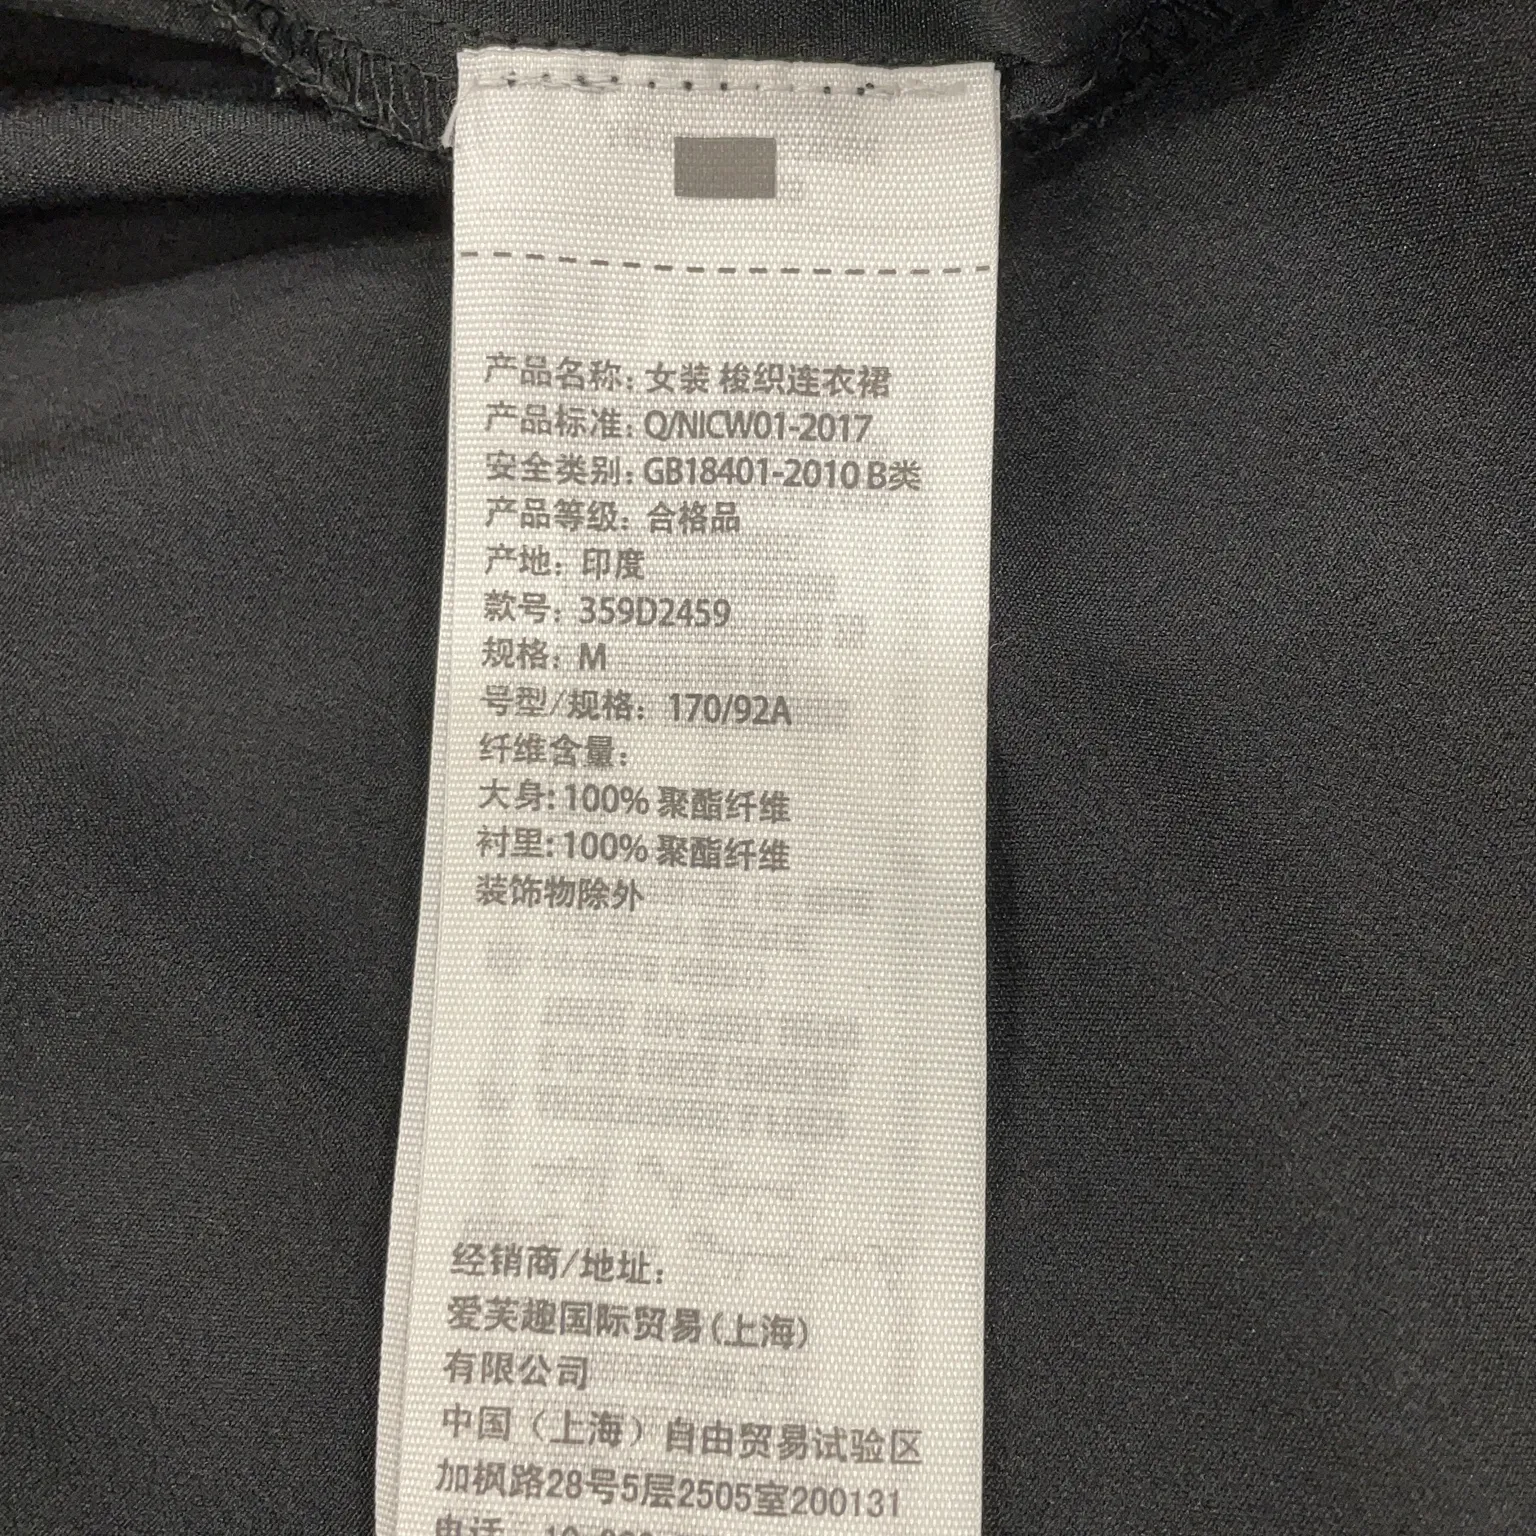 产品名称: 女装 梭织连衣裙
产品标准: Q/NICW01-2017
安全类别: GB18401-2010 B类
产品等级: 合格品
产地: 印度
款号: 359D2459
规格: M
号型/规格: 170/92A
纤维含量:
大身: 100% 聚酯纤维
衬里: 100% 聚酯纤维
装饰物除外
经销商/地址:
爱芙趣国际贸易(上海)
有限公司
中国（上海）自由贸易试验区
加枫路28号5层2505室200131
电话